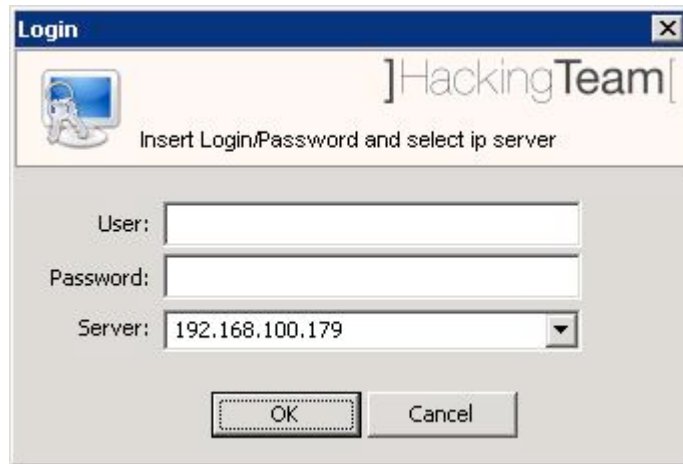 Login
]HackingTeam[
Insert Login/Password and select ip server
User:
Password:
Server: 192.168.100.179
OK Cancel